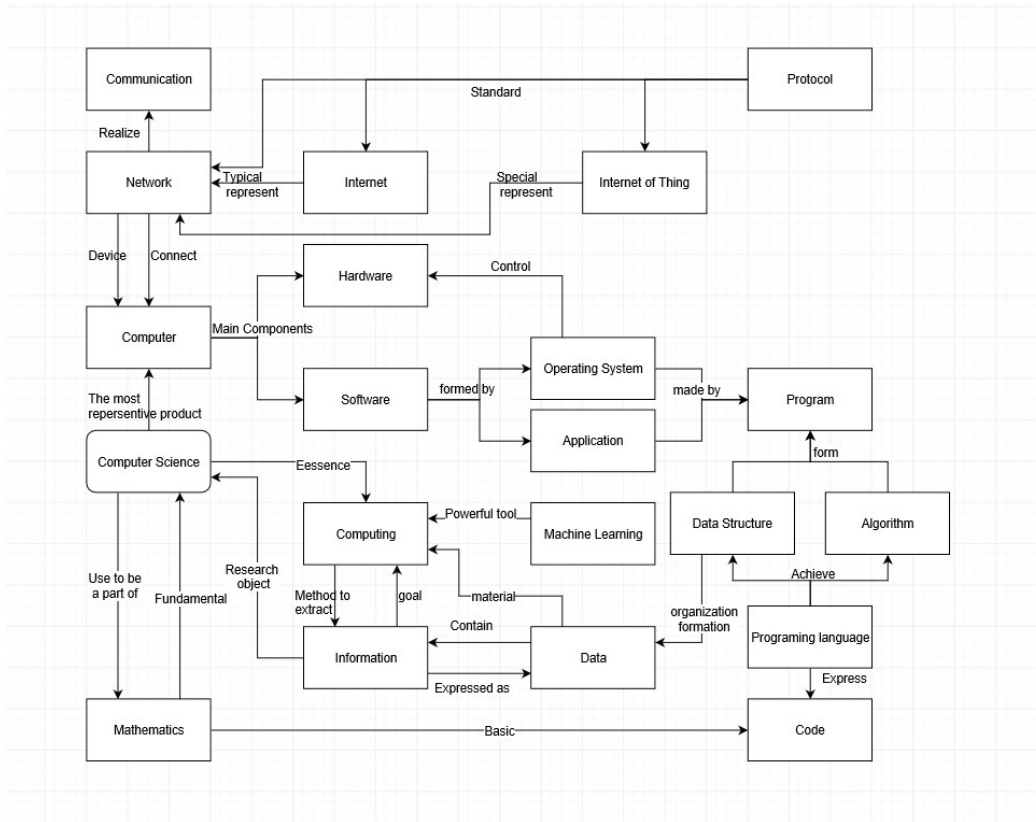 Communication
Protocol
Standard
Realize
Network
Typical
represent
Internet
Special
represent
Internet of Thing
Device
Connect
Hardware
Control
Computer
Main Components
Operating System
The most
repersentive product
Software
formed by
made by
Program
Application
Computer Science
Eessence
form
Computing
Powerful tool
Machine Learning
Data Structure
Algorithm
Use to be
a part of
Fundamental
Research
object
Method to
extract
goal
material
Achieve
organization
formation
Contain
Information
Data
Programing language
Expressed as
Express
Mathematics
Basic
Code